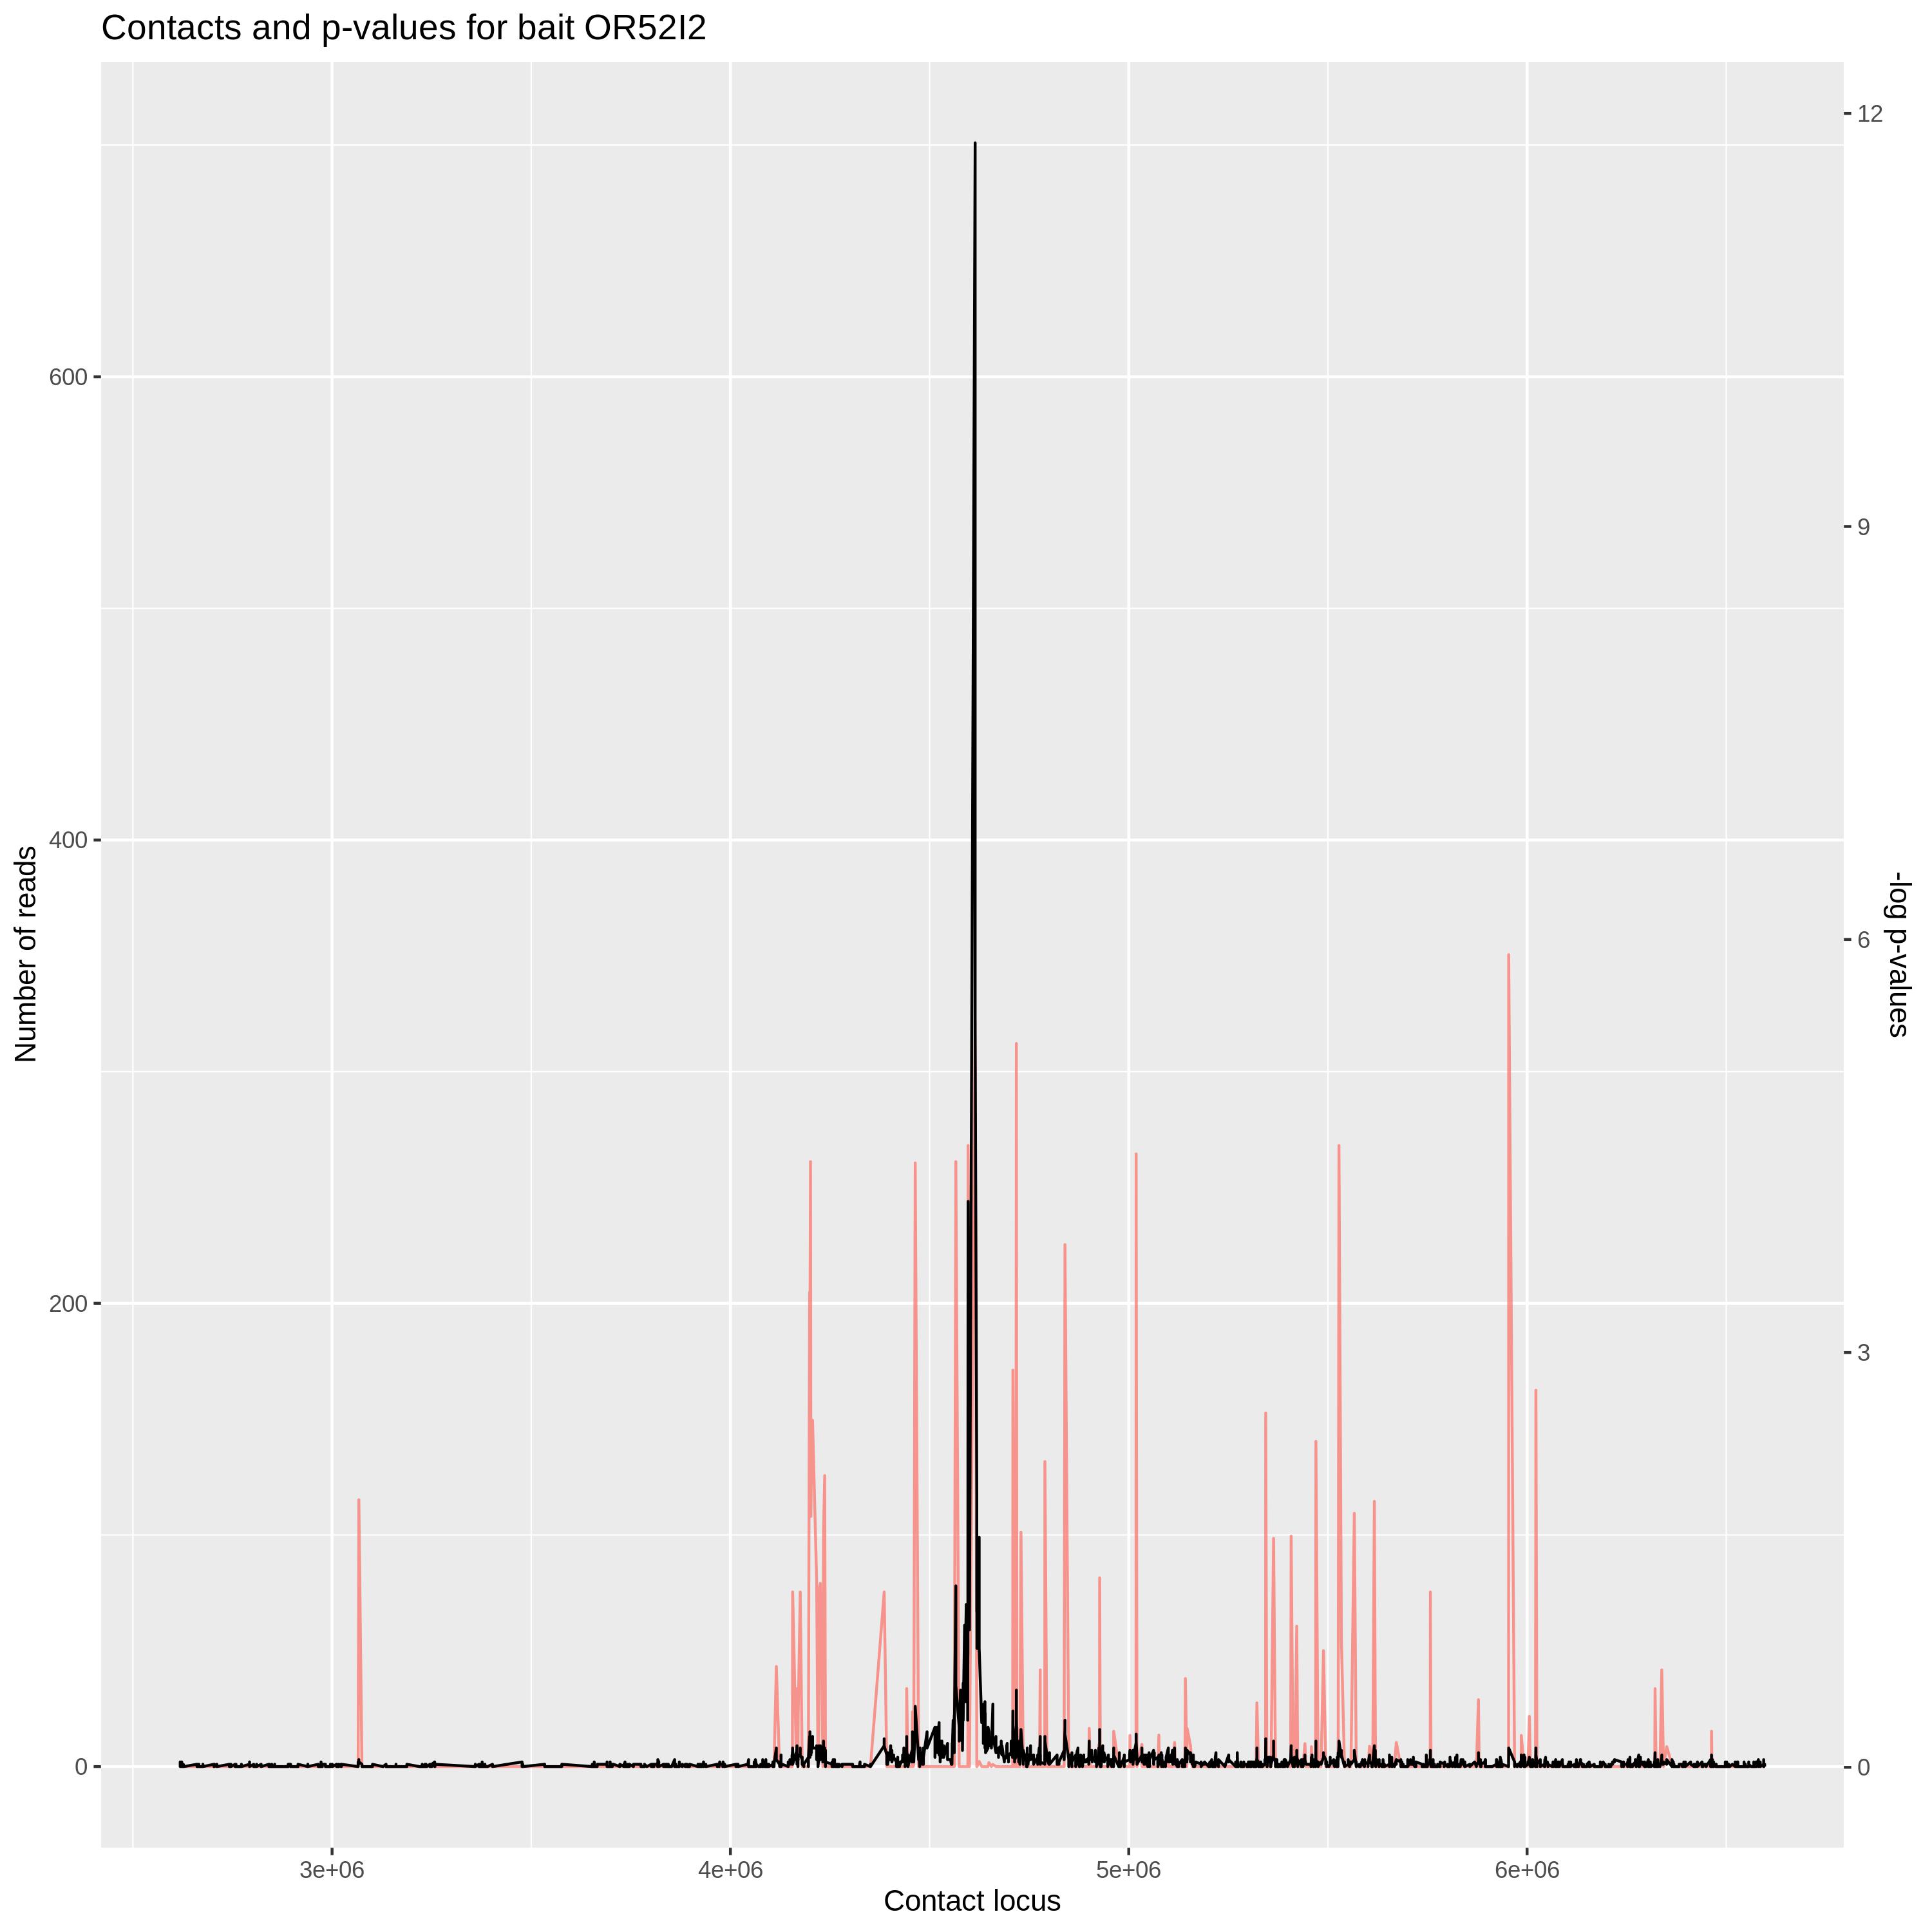 Contacts and p-values for bait OR52I2
12
9
6
3
0
-log p-values
600
400
200
0
Number of reads
3e+06
4e+06
5e+06
6e+06
Contact locus